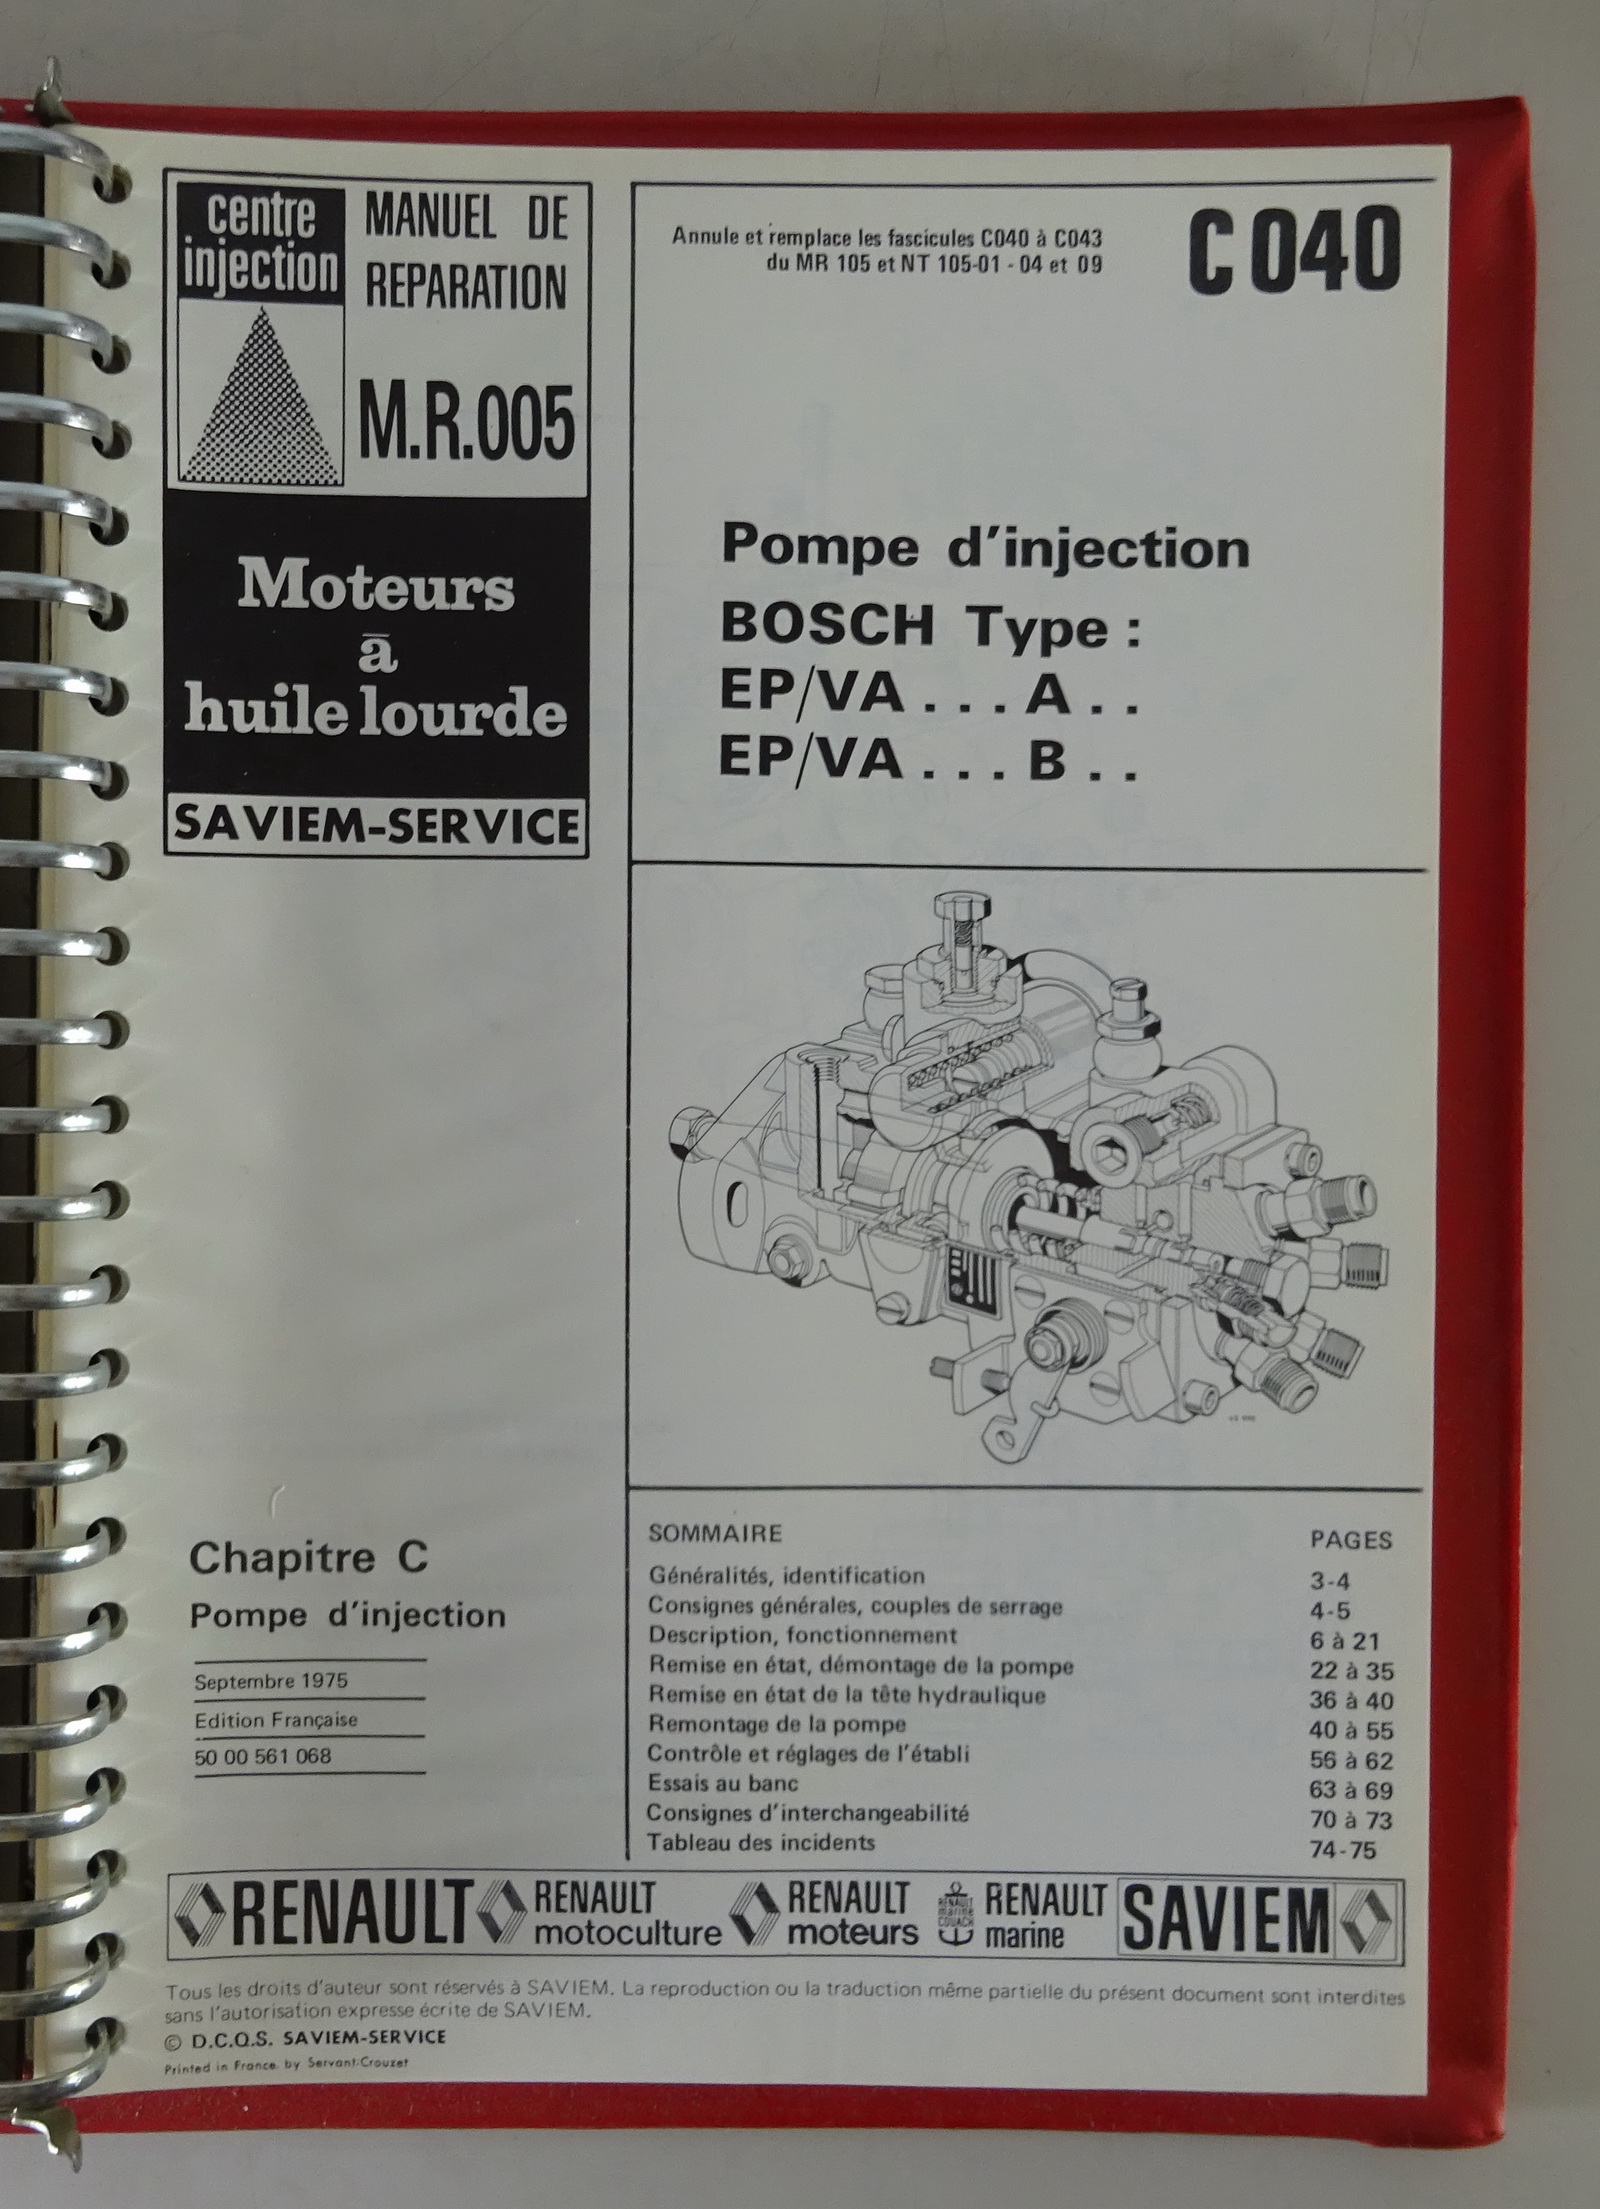 centre
injection
MANUEL DE
REPARATION
M.R.005
Moteurs
à
huile lourde
SAVIEM-SERVICE
Annule et remplace les fascicules C040 à C043
du MR 105 et NT 105-01 - 04 et 09
C040
Pompe d'injection
BOSCH Type :
EP/VA . . . A . .
EP/VA . . . B . .
Chapitre C
Pompe d'injection
Septembre 1975
Edition Française
50 00 561 068
SOMMAIRE PAGES
Généralités, identification 3-4
Consignes générales, couples de serrage 4-5
Description, fonctionnement 6 à 21
Remise en état, démontage de la pompe 22 à 35
Remise en état de la tête hydraulique 36 à 40
Remontage de la pompe 40 à 55
Contrôle et réglages de l'établi 56 à 62
Essais au banc 63 à 69
Consignes d'interchangeabilité 70 à 73
Tableau des incidents 74-75
RENAULT
RENAULT
motoculture
RENAULT
moteurs
RENAULT
marine
COUACH
RENAULT
marine
SAVIEM
Tous les droits d'auteur sont réservés à SAVIEM. La reproduction ou la traduction même partielle du présent document sont interdites
sans l'autorisation expresse écrite de SAVIEM.
© D.C.Q.S. SAVIEM-SERVICE
Printed in France. by Servant-Crouzet